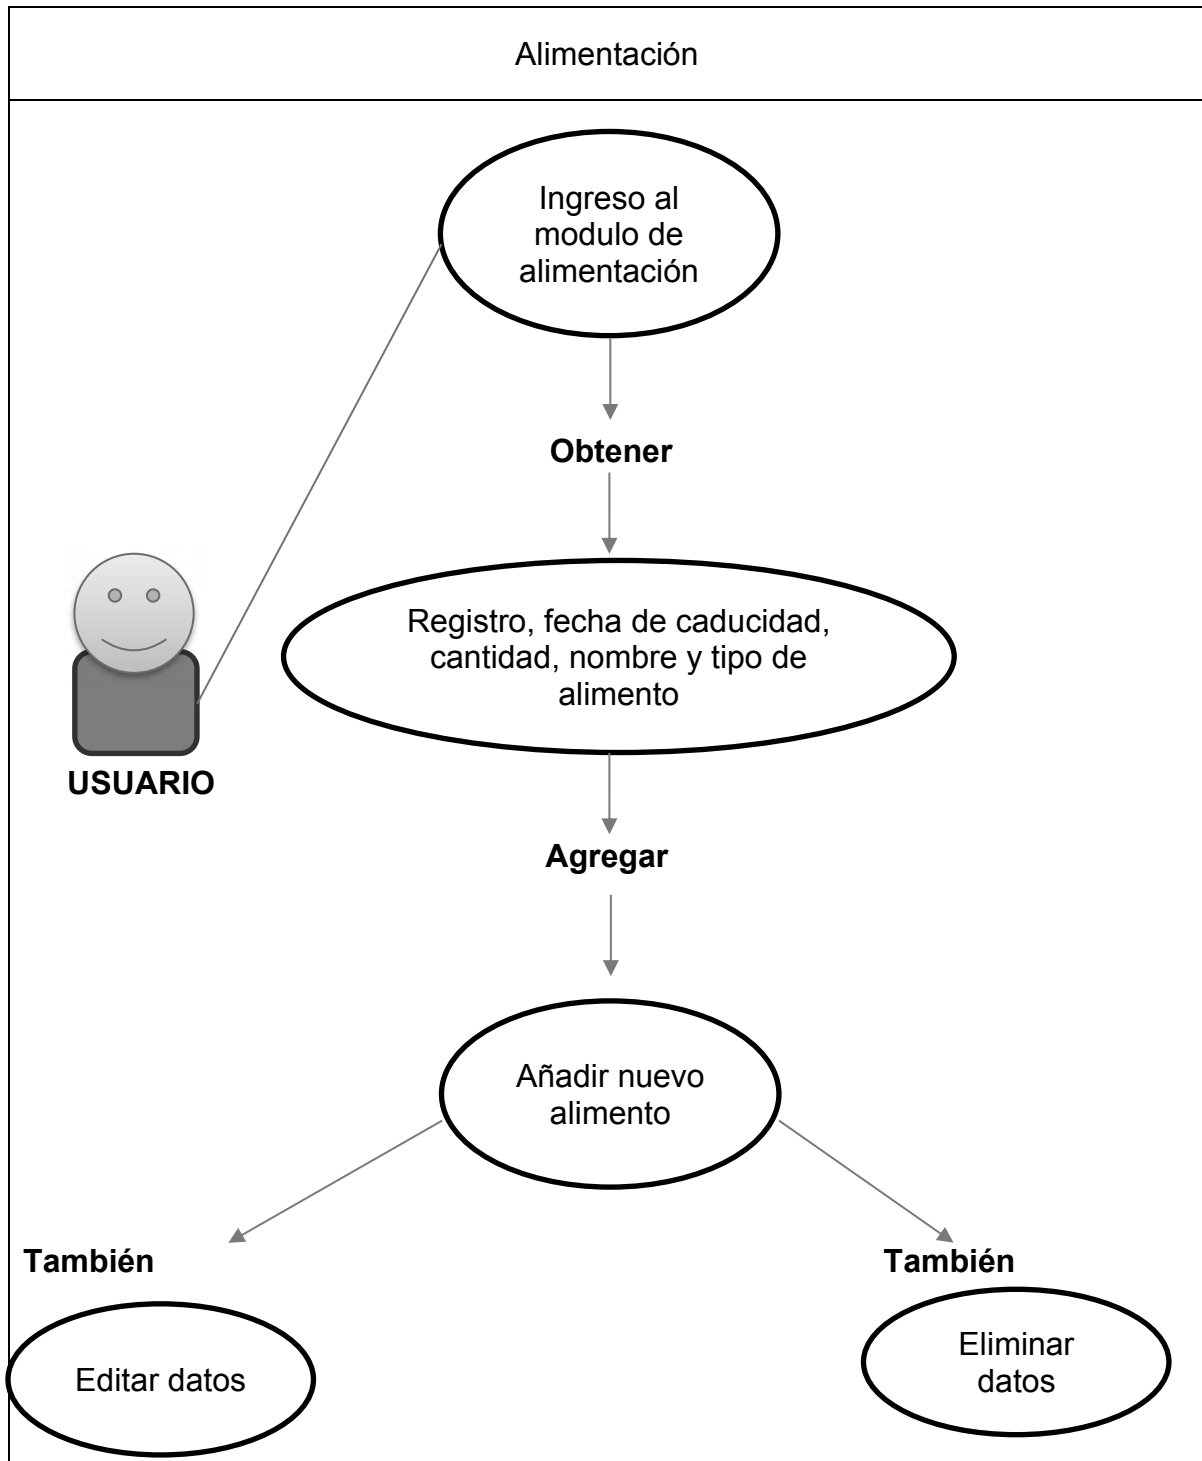 Alimentación
Ingreso al
modulo de
alimentación
Obtener
Registro, fecha de caducidad,
cantidad, nombre y tipo de
alimento
USUARIO
Agregar
Añadir nuevo
alimento
También
También
Editar datos
Eliminar
datos